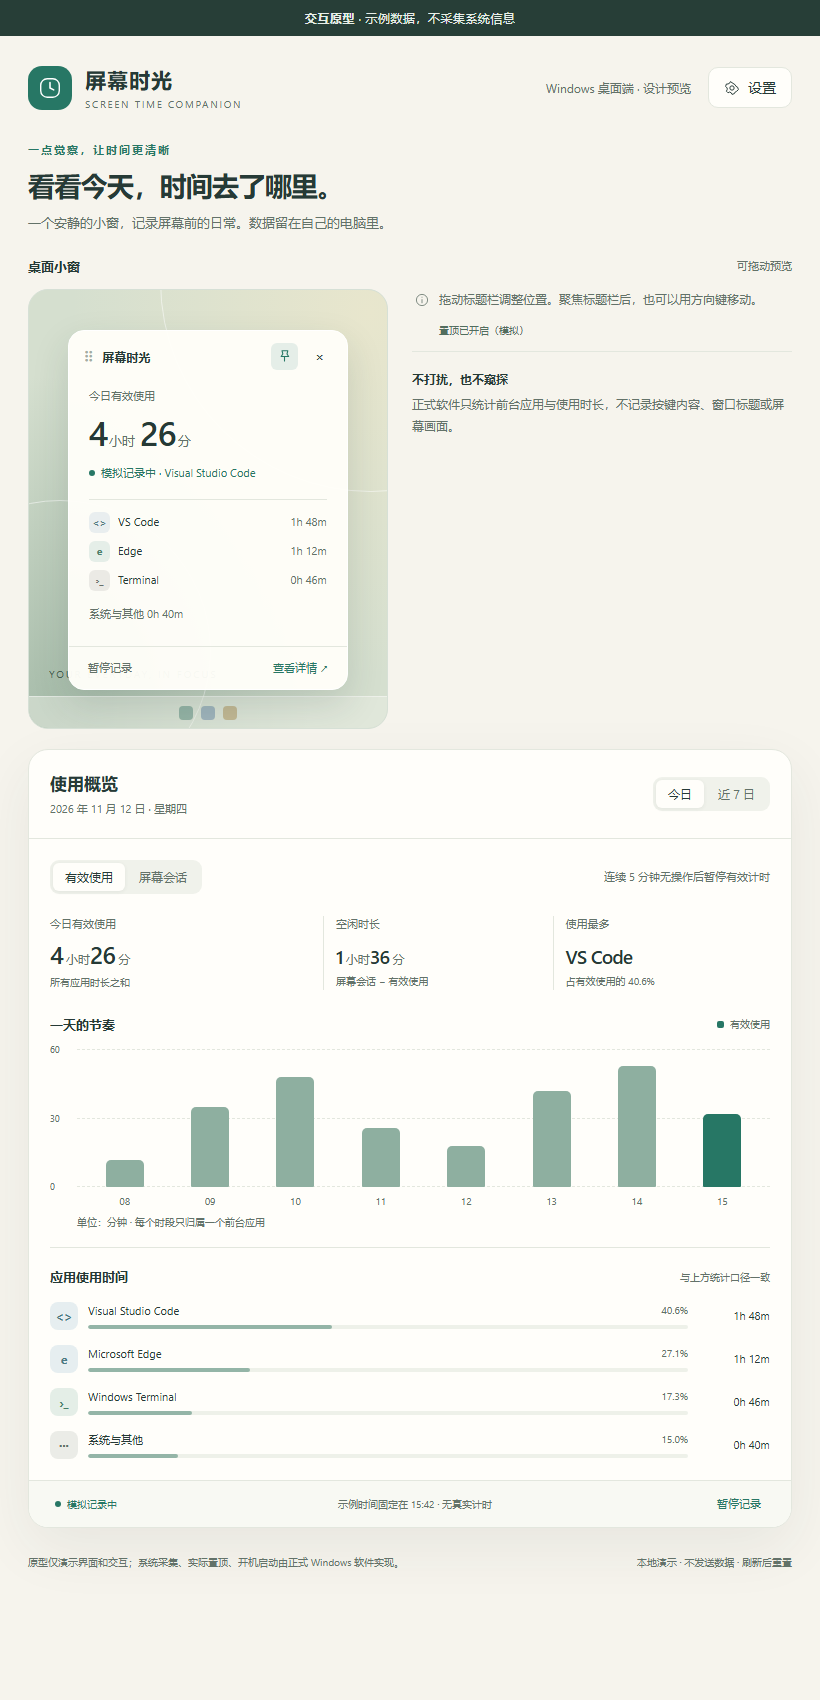 交互原型 · 示例数据，不采集系统信息
屏幕时光
SCREEN TIME COMPANION
Windows 桌面端 · 设计预览
设置
一点觉察，让时间更清晰
看看今天，时间去了哪里。
一个安静的小窗，记录屏幕前的日常。数据留在自己的电脑里。
桌面小窗
可拖动预览
屏幕时光
×
今日有效使用
4小时 26分
模拟记录中 · Visual Studio Code
<> VS Code 1h 48m
e Edge 1h 12m
>_ Terminal 0h 46m
系统与其他 0h 40m
暂停记录
查看详情 ↗
拖动标题栏调整位置。聚焦标题栏后，也可以用方向键移动。
置顶已开启（模拟）
不打扰，也不窥探
正式软件只统计前台应用与使用时长，不记录按键内容、窗口标题或屏
幕画面。
使用概览
2026 年 11 月 12 日 · 星期四
今日
近 7 日
有效使用
屏幕会话
连续 5 分钟无操作后暂停有效计时
今日有效使用
4小时26分
所有应用时长之和
空闲时长
1小时36分
屏幕会话 − 有效使用
使用最多
VS Code
占有效使用的 40.6%
一天的节奏
有效使用
60
30
0
08 09 10 11 12 13 14 15
单位：分钟 · 每个时段只归属一个前台应用
应用使用时间
与上方统计口径一致
<> Visual Studio Code 40.6% 1h 48m
e Microsoft Edge 27.1% 1h 12m
>_ Windows Terminal 17.3% 0h 46m
··· 系统与其他 15.0% 0h 40m
模拟记录中
示例时间固定在 15:42 · 无真实计时
暂停记录
原型仅演示界面和交互；系统采集、实际置顶、开机启动由正式 Windows 软件实现。
本地演示 · 不发送数据 · 刷新后重置